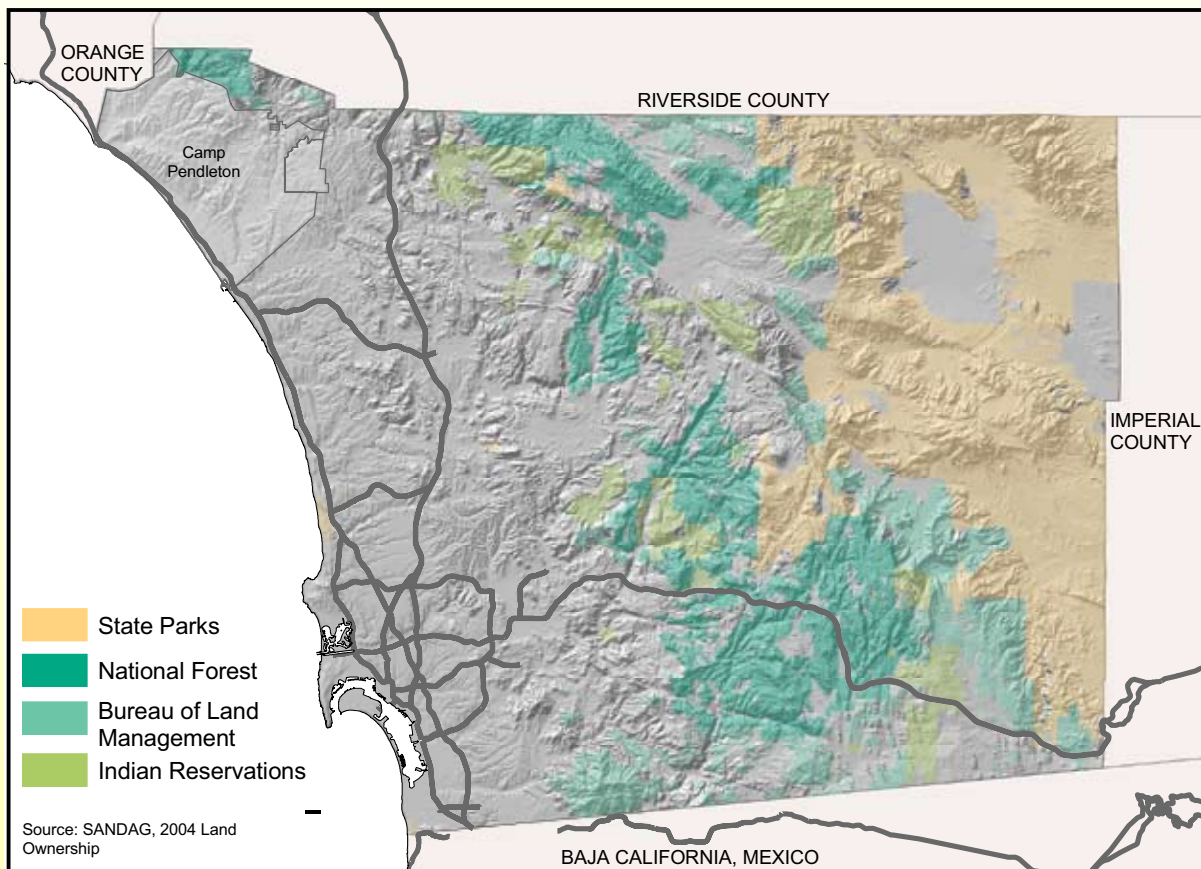 ORANGE
COUNTY
RIVERSIDE COUNTY
Camp
Pendleton
IMPERIAL
COUNTY
State Parks
National Forest
Bureau of Land
Management
Indian Reservations
Source: SANDAG, 2004 Land
Ownership
BAJA CALIFORNIA, MEXICO